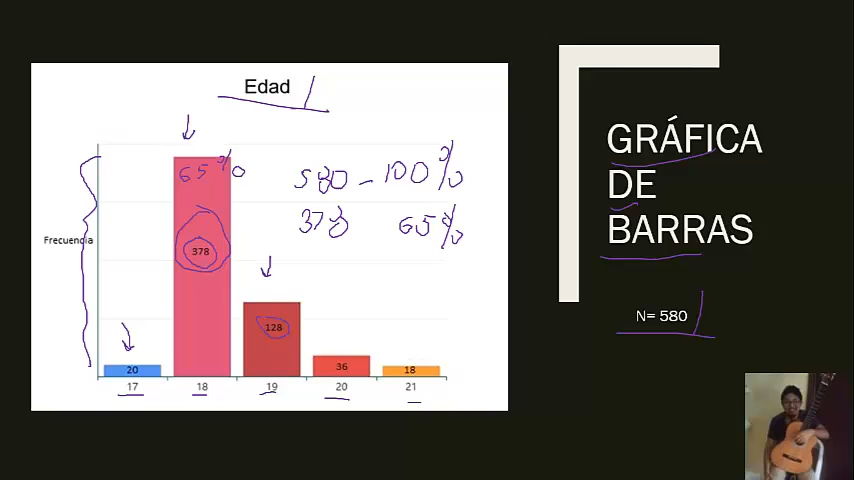 Edad
65%
580 - 100%
378 65%
Frecuencia
378
128
20
36
18
17 18 19 20 21
GRÁFICA
DE
BARRAS
N= 580